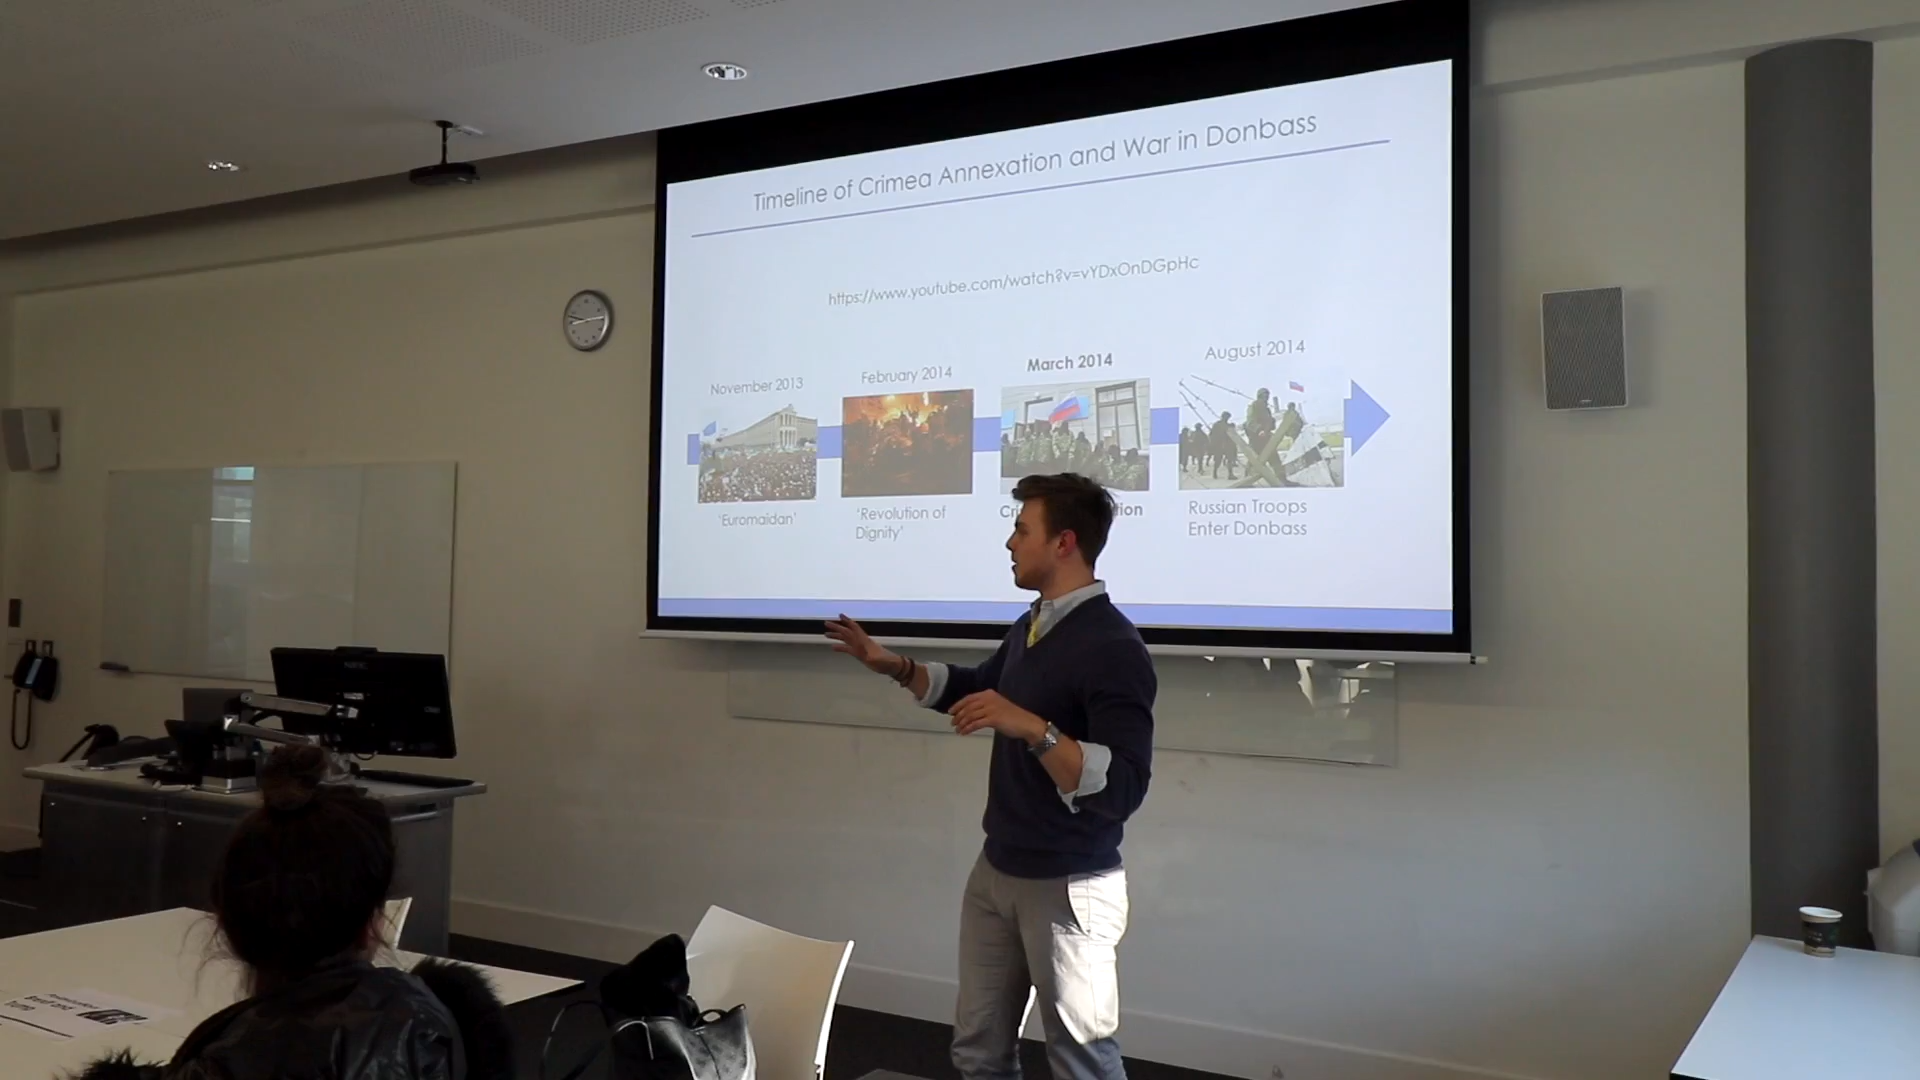 Timeline of Crimea Annexation and War in Donbass
https://www.youtube.com/watch?v=vYDxOnDGpHc
November 2013
February 2014
March 2014
August 2014
'Euromaidan'
'Revolution of
Dignity'
Russian Troops
Enter Donbass